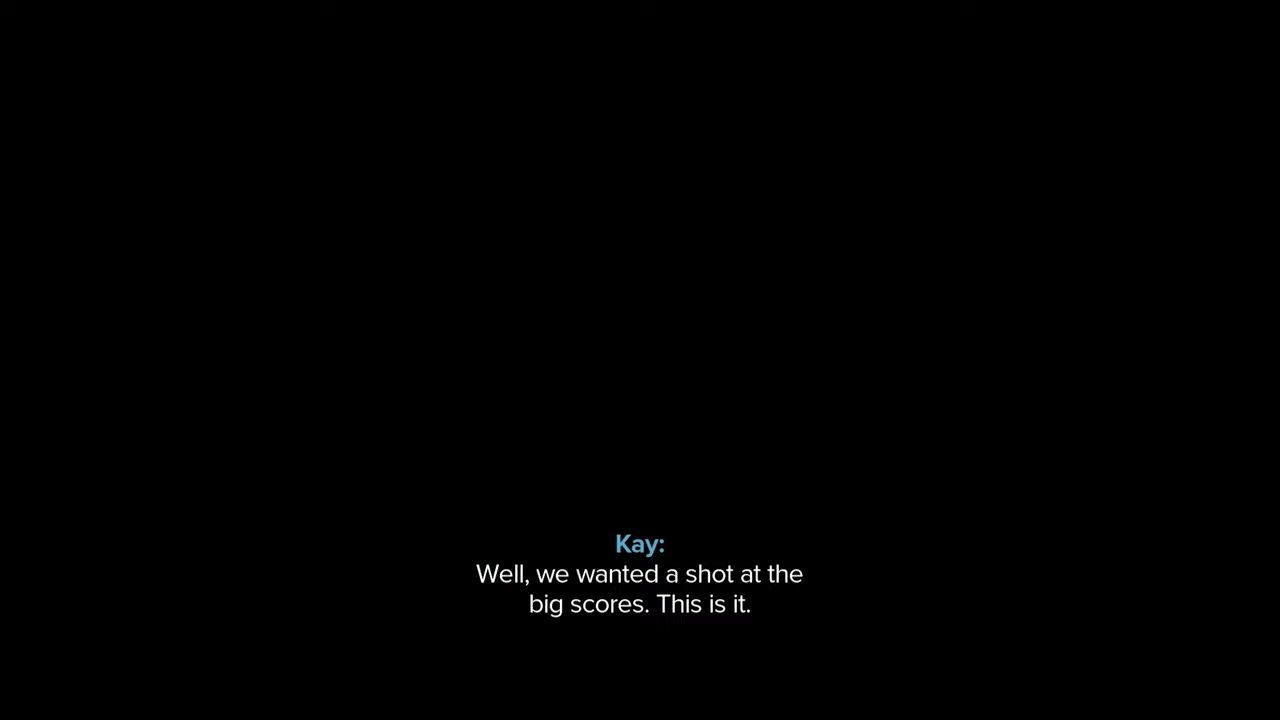 Kay:
Well, we wanted a shot at the
big scores. This is it.